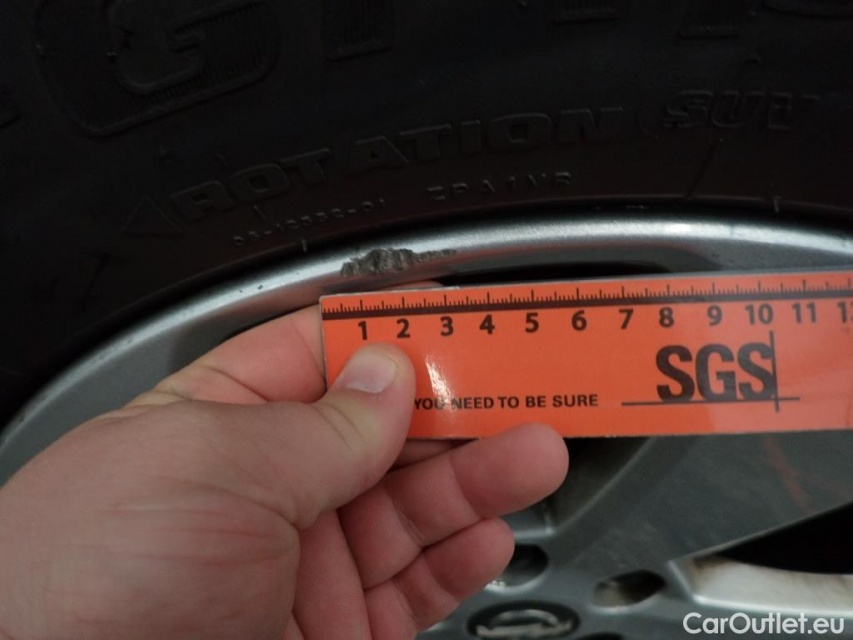 ROTATION SUV
1 2 3 4 5 6 7 8 9 10 11
YOU NEED TO BE SURE
SGS
CarOutlet.eu